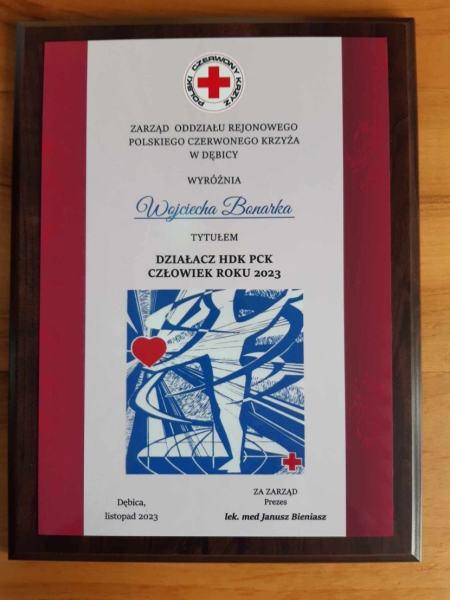 POLSKI CZERWONY KRZYŻ
ZARZĄD ODDZIAŁU REJONOWEGO
POLSKIEGO CZERWONEGO KRZYŻA
W DĘBICY
WYRÓŻNIA
Wojciecha Bonarka
TYTUŁEM
DZIAŁACZ HDK PCK
CZŁOWIEK ROKU 2023
Dębica,
listopad 2023
ZA ZARZĄD
Prezes
lek. med Janusz Bieniasz